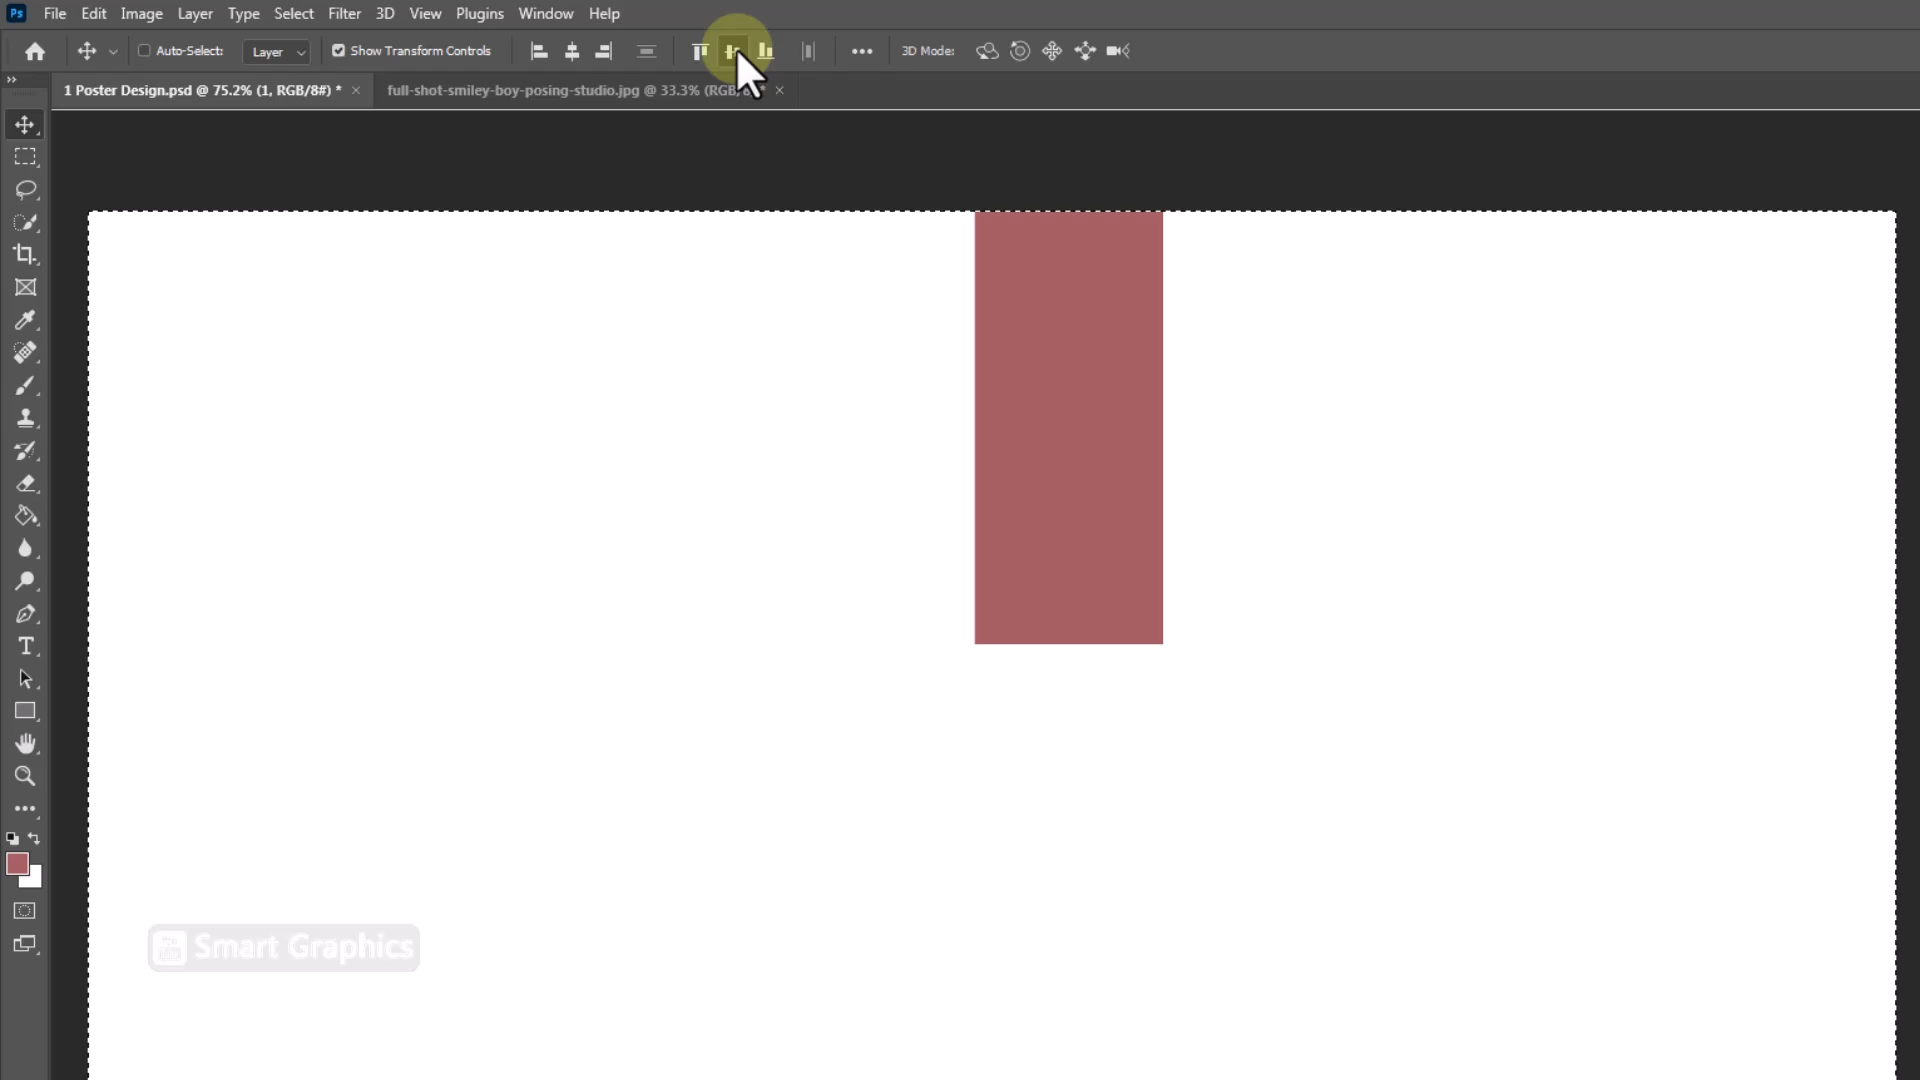 Ps File Edit Image Layer Type Select Filter 3D View Plugins Window Help
Auto-Select: Layer Show Transform Controls 3D Mode:
1 Poster Design.psd @ 75.2% (1, RGB/8#) * full-shot-smiley-boy-posing-studio.jpg @ 33.3% (RGB/
Smart Graphics